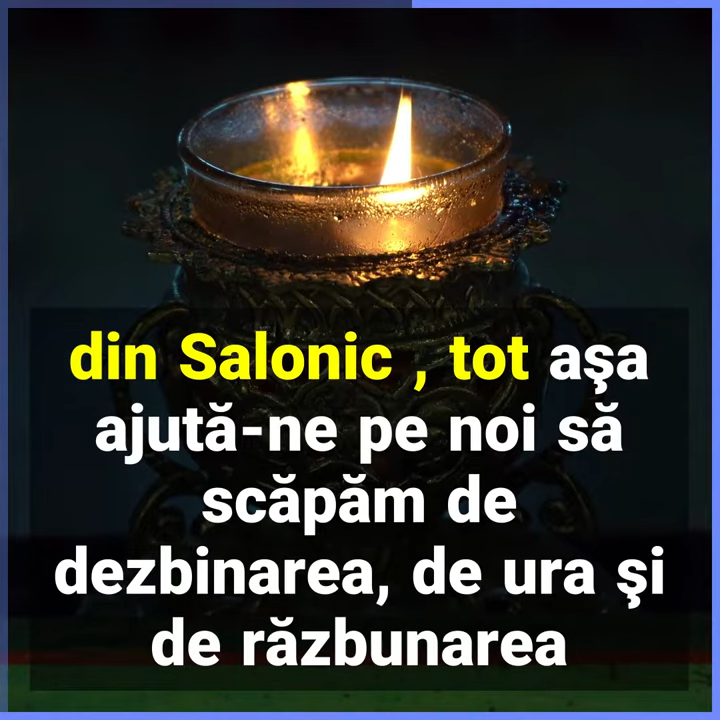 din Salonic , tot aşa
ajută-ne pe noi să
scăpăm de
dezbinarea, de ura şi
de răzbunarea